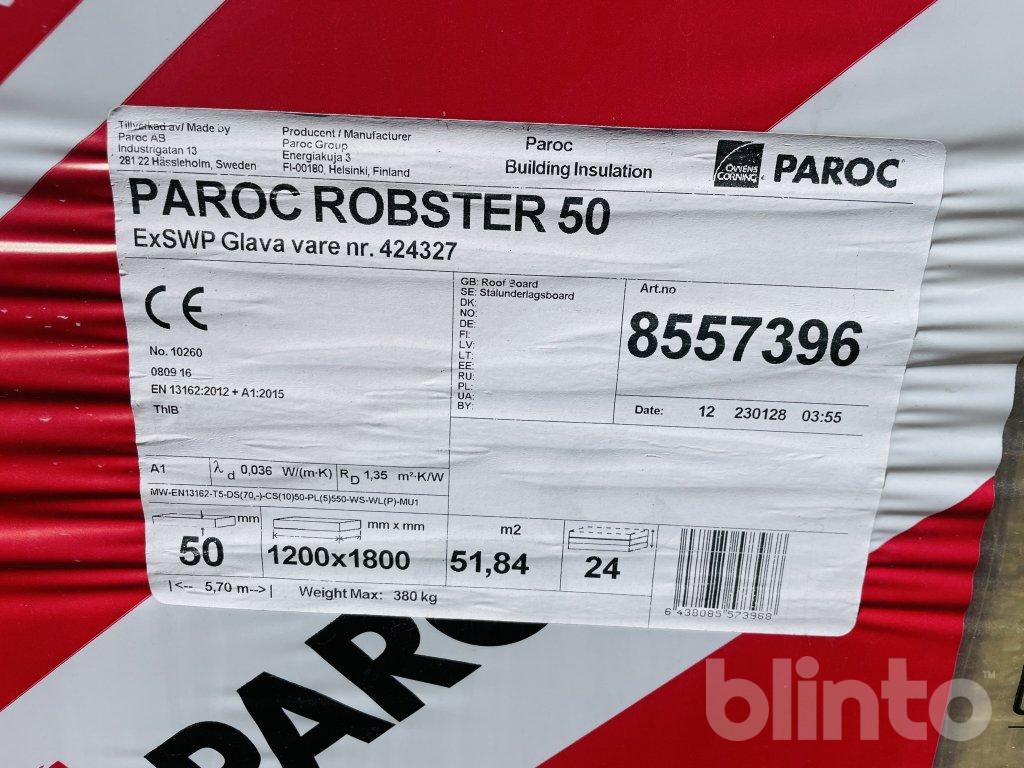 Tillverkad av/ Made by
Paroc AB
Industrigatan 13
281 22 Hässleholm, Sweden
Producent / Manufacturer
Paroc Group
Energiakuja 3
FI-00180, Helsinki, Finland
Paroc
Building Insulation
OWENS
CORNING
PAROC®
PAROC ROBSTER 50
ExSWP Glava vare nr. 424327
CE
No. 10260
0809 16
EN 13162:2012 + A1:2015
ThIB
GB: Roof Board
SE: Stålunderlagsboard
DK:
NO:
DE:
FI:
LV:
LT:
EE:
RU:
PL:
UA:
BY:
Art.no
8557396
Date: 12 230128 03:55
A1 λd 0,036 W/(m·K) RD 1,35 m²·K/W
MW-EN13162-T5-DS(70,-)-CS(10)50-PL(5)550-WS-WL(P)-MU1
mm
50
mm x mm
1200x1800
m2
51,84
24
|<-- 5,70 m-->| Weight Max: 380 kg
6 438085 573968
PAROC
blinto™